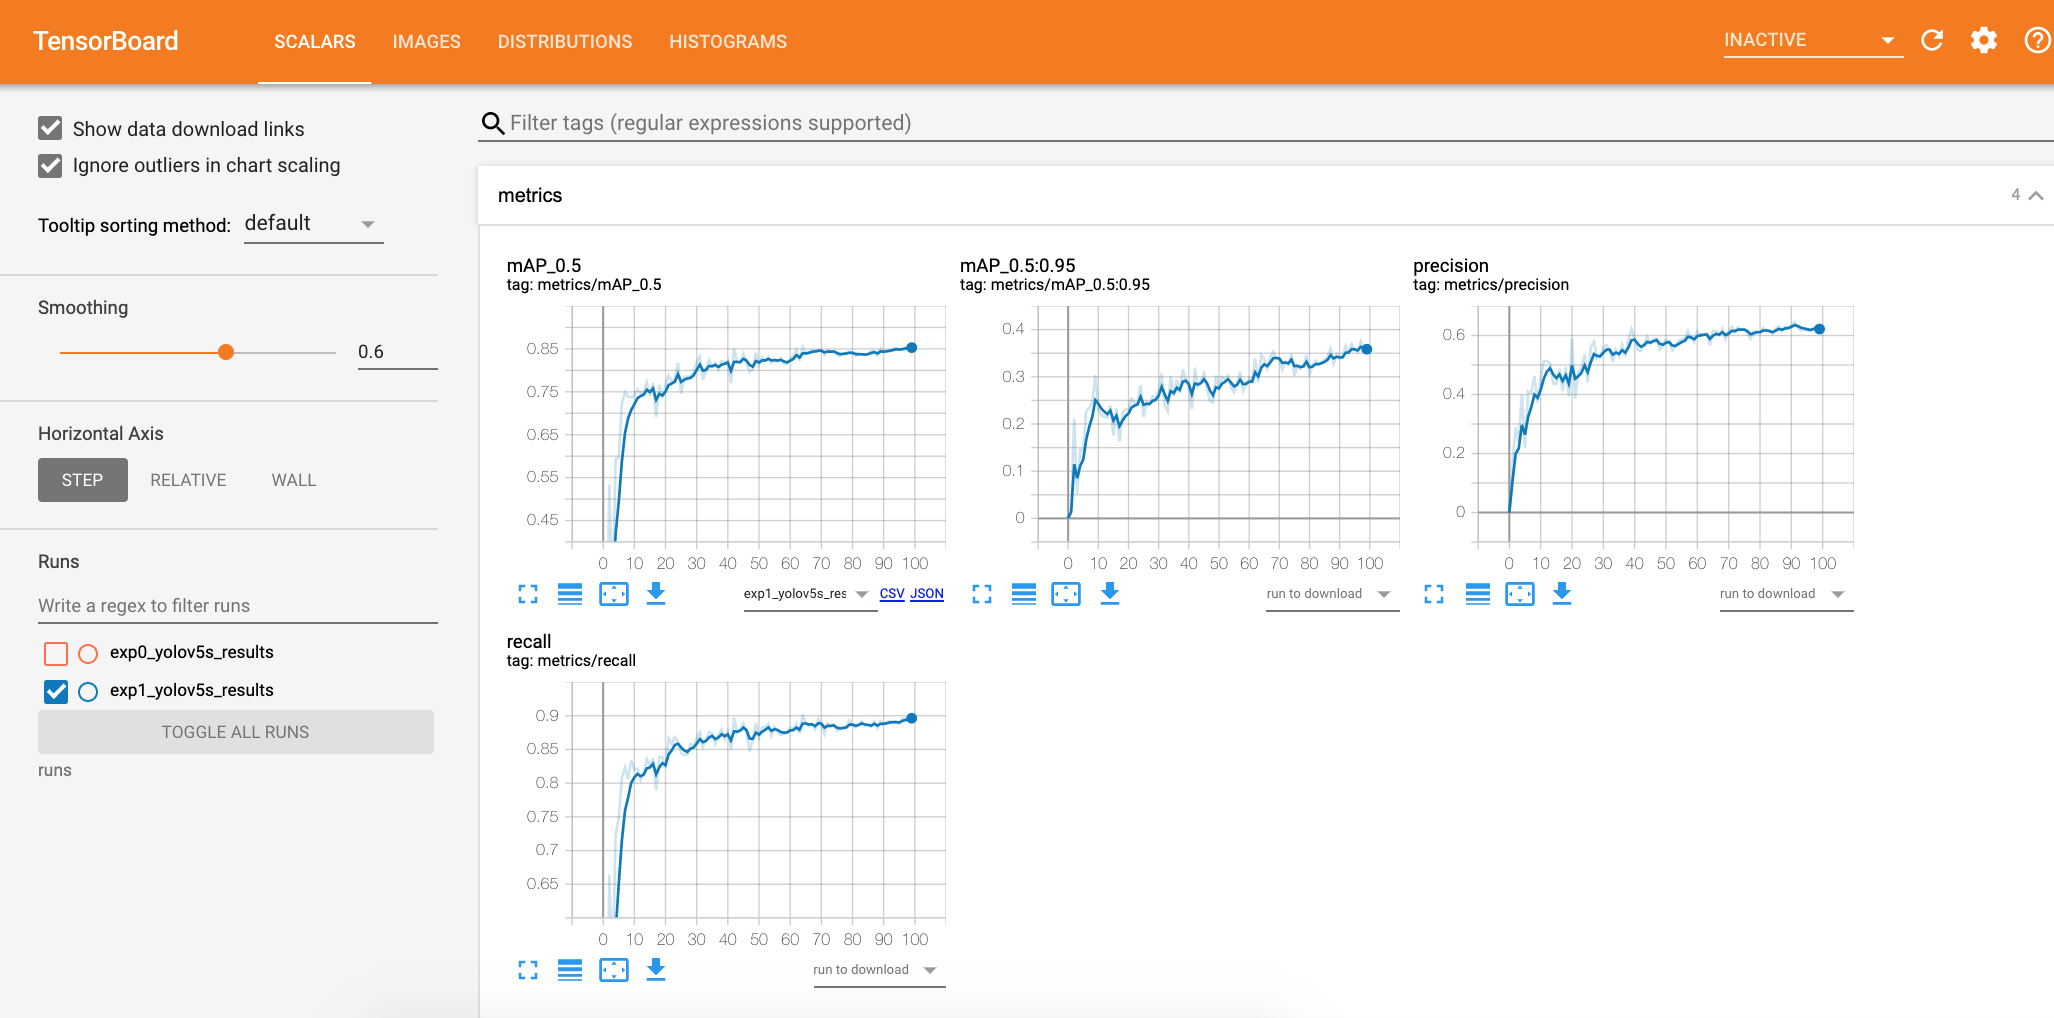 TensorBoard
SCALARS IMAGES DISTRIBUTIONS HISTOGRAMS
INACTIVE
Show data download links
Ignore outliers in chart scaling
Tooltip sorting method: default
Smoothing
0.6
Horizontal Axis
STEP RELATIVE WALL
Runs
Write a regex to filter runs
exp0_yolov5s_results
exp1_yolov5s_results
TOGGLE ALL RUNS
runs
Filter tags (regular expressions supported)
metrics
4
mAP_0.5
tag: metrics/mAP_0.5
0.85
0.75
0.65
0.55
0.45
0 10 20 30 40 50 60 70 80 90 100
exp1_yolov5s_res CSV JSON
mAP_0.5:0.95
tag: metrics/mAP_0.5:0.95
0.4
0.3
0.2
0.1
0
0 10 20 30 40 50 60 70 80 90 100
run to download
precision
tag: metrics/precision
0.6
0.4
0.2
0
0 10 20 30 40 50 60 70 80 90 100
run to download
recall
tag: metrics/recall
0.9
0.85
0.8
0.75
0.7
0.65
0 10 20 30 40 50 60 70 80 90 100
run to download